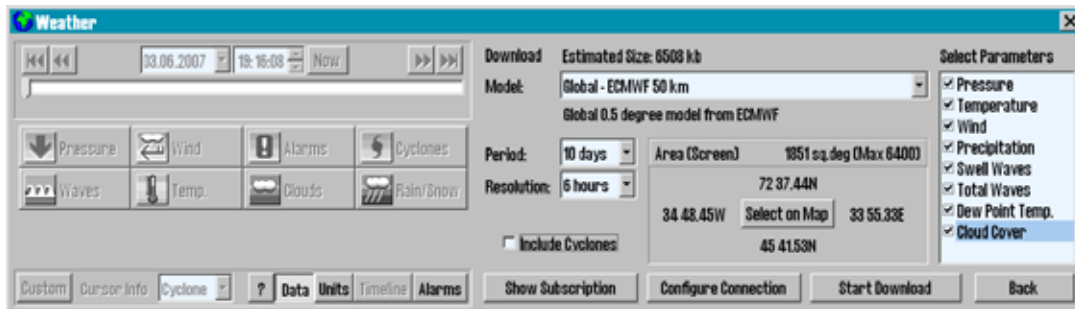 Weather
33.06.2007 19:16:08 Now
Pressure Wind Alarms Cyclones
Waves Temp. Clouds Rain/Snow
Custom Cursor Info Cyclone ? Data Units Timeline Alarms
Download Estimated Size: 6508 kb
Model: Global - ECMWF 50 km
Global 0.5 degree model from ECMWF
Period: 10 days
Resolution: 6 hours
Include Cyclones
Area (Screen) 1851 sq.deg (Max 6400)
72 37.44N
34 48.45W Select on Map 33 55.33E
45 41.53N
Show Subscription Configure Connection Start Download Back
Select Parameters
Pressure
Temperature
Wind
Precipitation
Swell Waves
Total Waves
Dew Point Temp.
Cloud Cover